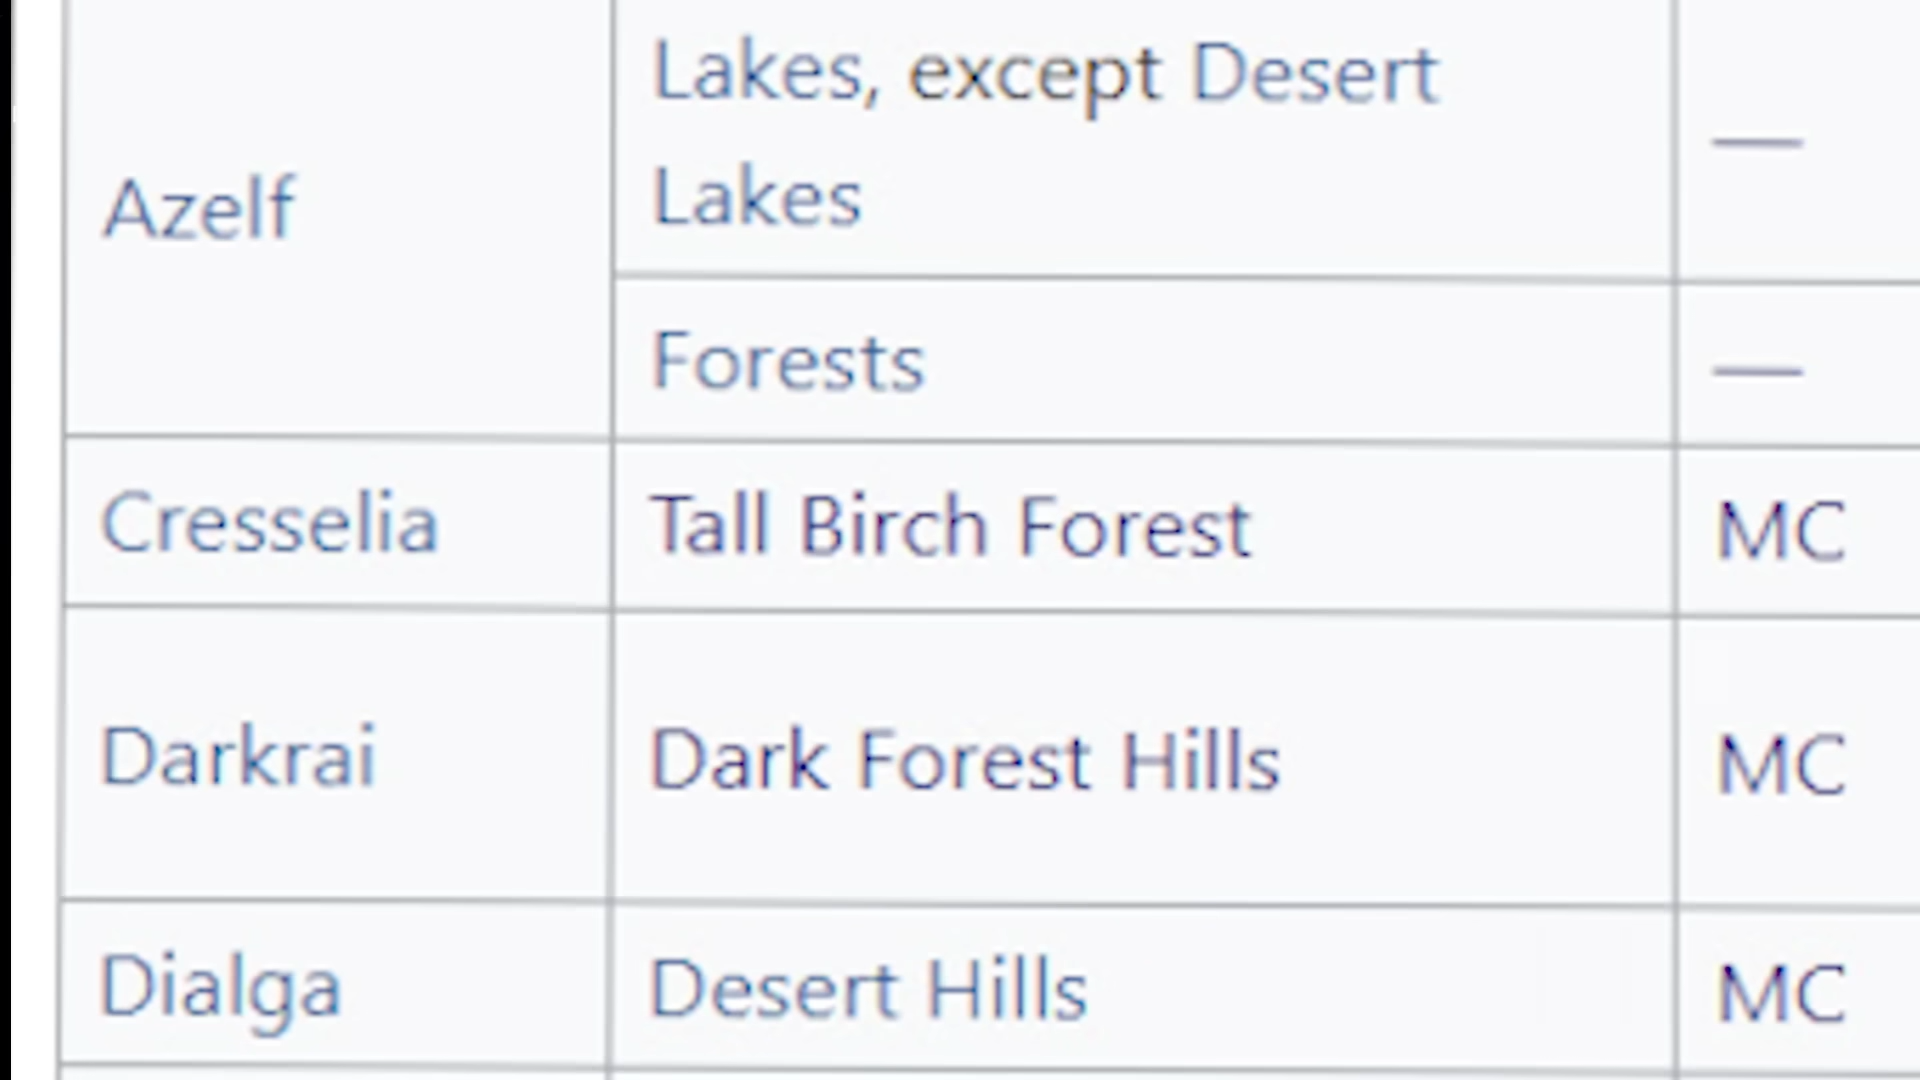 Azelf
Lakes, except Desert
Lakes
—
Forests
—
Cresselia
Tall Birch Forest
MC
Darkrai
Dark Forest Hills
MC
Dialga
Desert Hills
MC